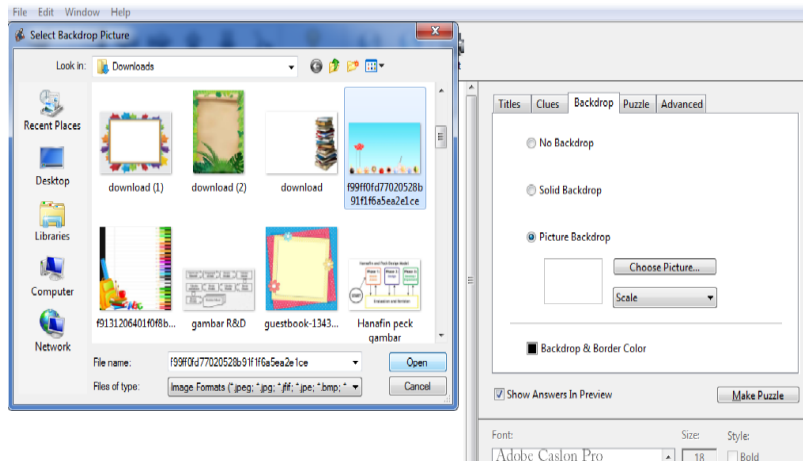 File Edit Window Help
Select Backdrop Picture
Look in: Downloads
Recent Places
Desktop
Libraries
Computer
Network
download (1)
download (2)
download
f99ff0fd77020528b
91f1f6a5ea2e1ce
f9131206401f0f8b...
gambar R&D
guestbook-1343...
Hanafin peck
gambar
File name: f99ff0fd77020528b91f1f6a5ea2e1ce Open
Files of type: Image Formats (*.jpeg; *.jpg; *.jfif; *.jpe; *.bmp; * Cancel
Titles Clues Backdrop Puzzle Advanced
No Backdrop
Solid Backdrop
Picture Backdrop
Choose Picture...
Scale
Backdrop & Border Color
Show Answers In Preview Make Puzzle
Font: Size: Style:
Adobe Caslon Pro 18 Bold